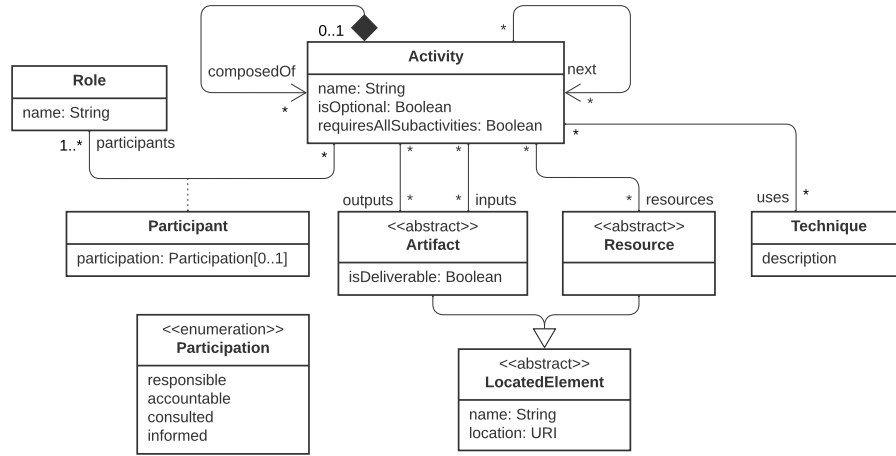 0..1
*
composedOf
*
Activity
name: String
isOptional: Boolean
requiresAllSubactivities: Boolean
next
*
Role
name: String
1..*
participants
*
*
*
*
*
outputs
*
*
inputs
*
resources
uses
*
Participant
participation: Participation[0..1]
<<abstract>>
Artifact
isDeliverable: Boolean
<<abstract>>
Resource
Technique
description
<<enumeration>>
Participation
responsible
accountable
consulted
informed
<<abstract>>
LocatedElement
name: String
location: URI